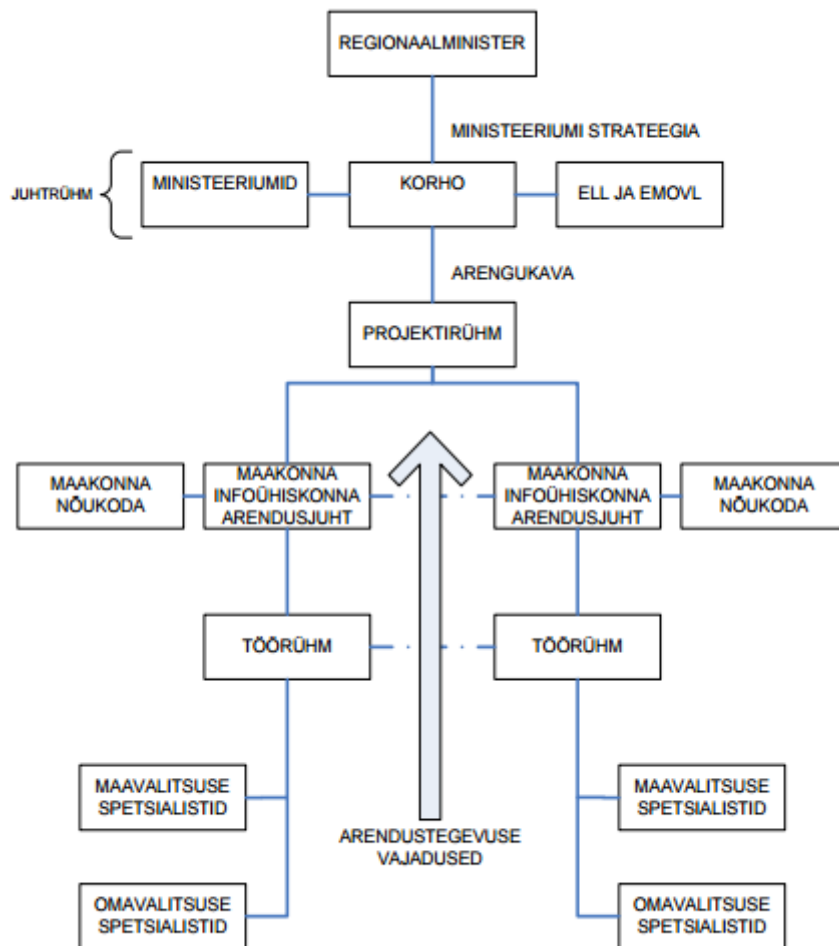 REGIONAALMINISTER
MINISTEERIUMI STRATEEGIA
JUHTRÜHM
MINISTEERIUMID
KORHO
ELL JA EMOVL
ARENGUKAVA
PROJEKTIRÜHM
MAAKONNA
NÕUKODA
MAAKONNA
INFOÜHISKONNA
ARENDUSJUHT
MAAKONNA
INFOÜHISKONNA
ARENDUSJUHT
MAAKONNA
NÕUKODA
TÖÖRÜHM
TÖÖRÜHM
MAAVALITSUSE
SPETSIALISTID
MAAVALITSUSE
SPETSIALISTID
ARENDUSTEGEVUSE
VAJADUSED
OMAVALITSUSE
SPETSIALISTID
OMAVALITSUSE
SPETSIALISTID